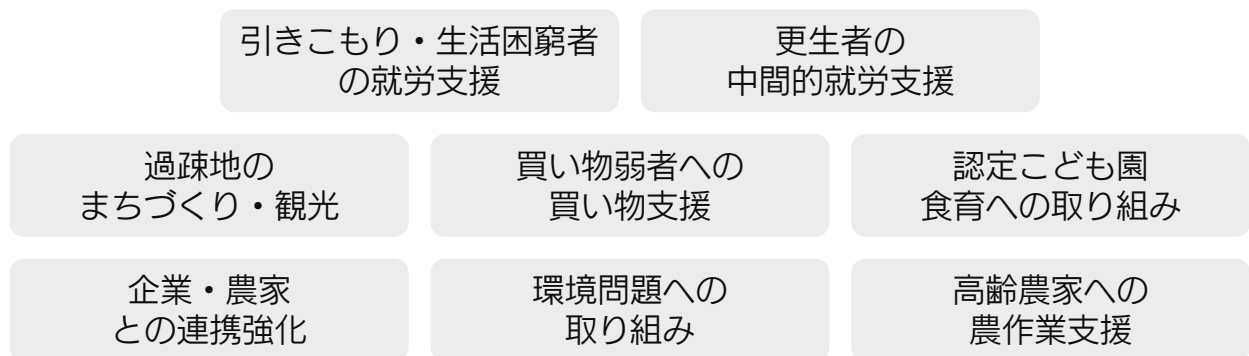 引きこもり・生活困窮者
の就労支援
更生者の
中間的就労支援
過疎地の
まちづくり・観光
買い物弱者への
買い物支援
認定こども園
食育への取り組み
企業・農家
との連携強化
環境問題への
取り組み
高齢農家への
農作業支援